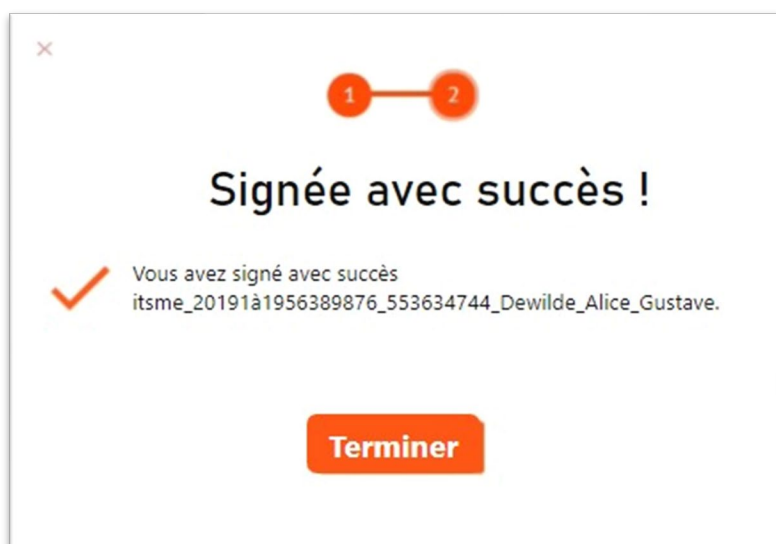 ×
1
2
Signée avec succès !
Vous avez signé avec succès
itsme_20191à1956389876_553634744_Dewilde_Alice_Gustave.
Terminer